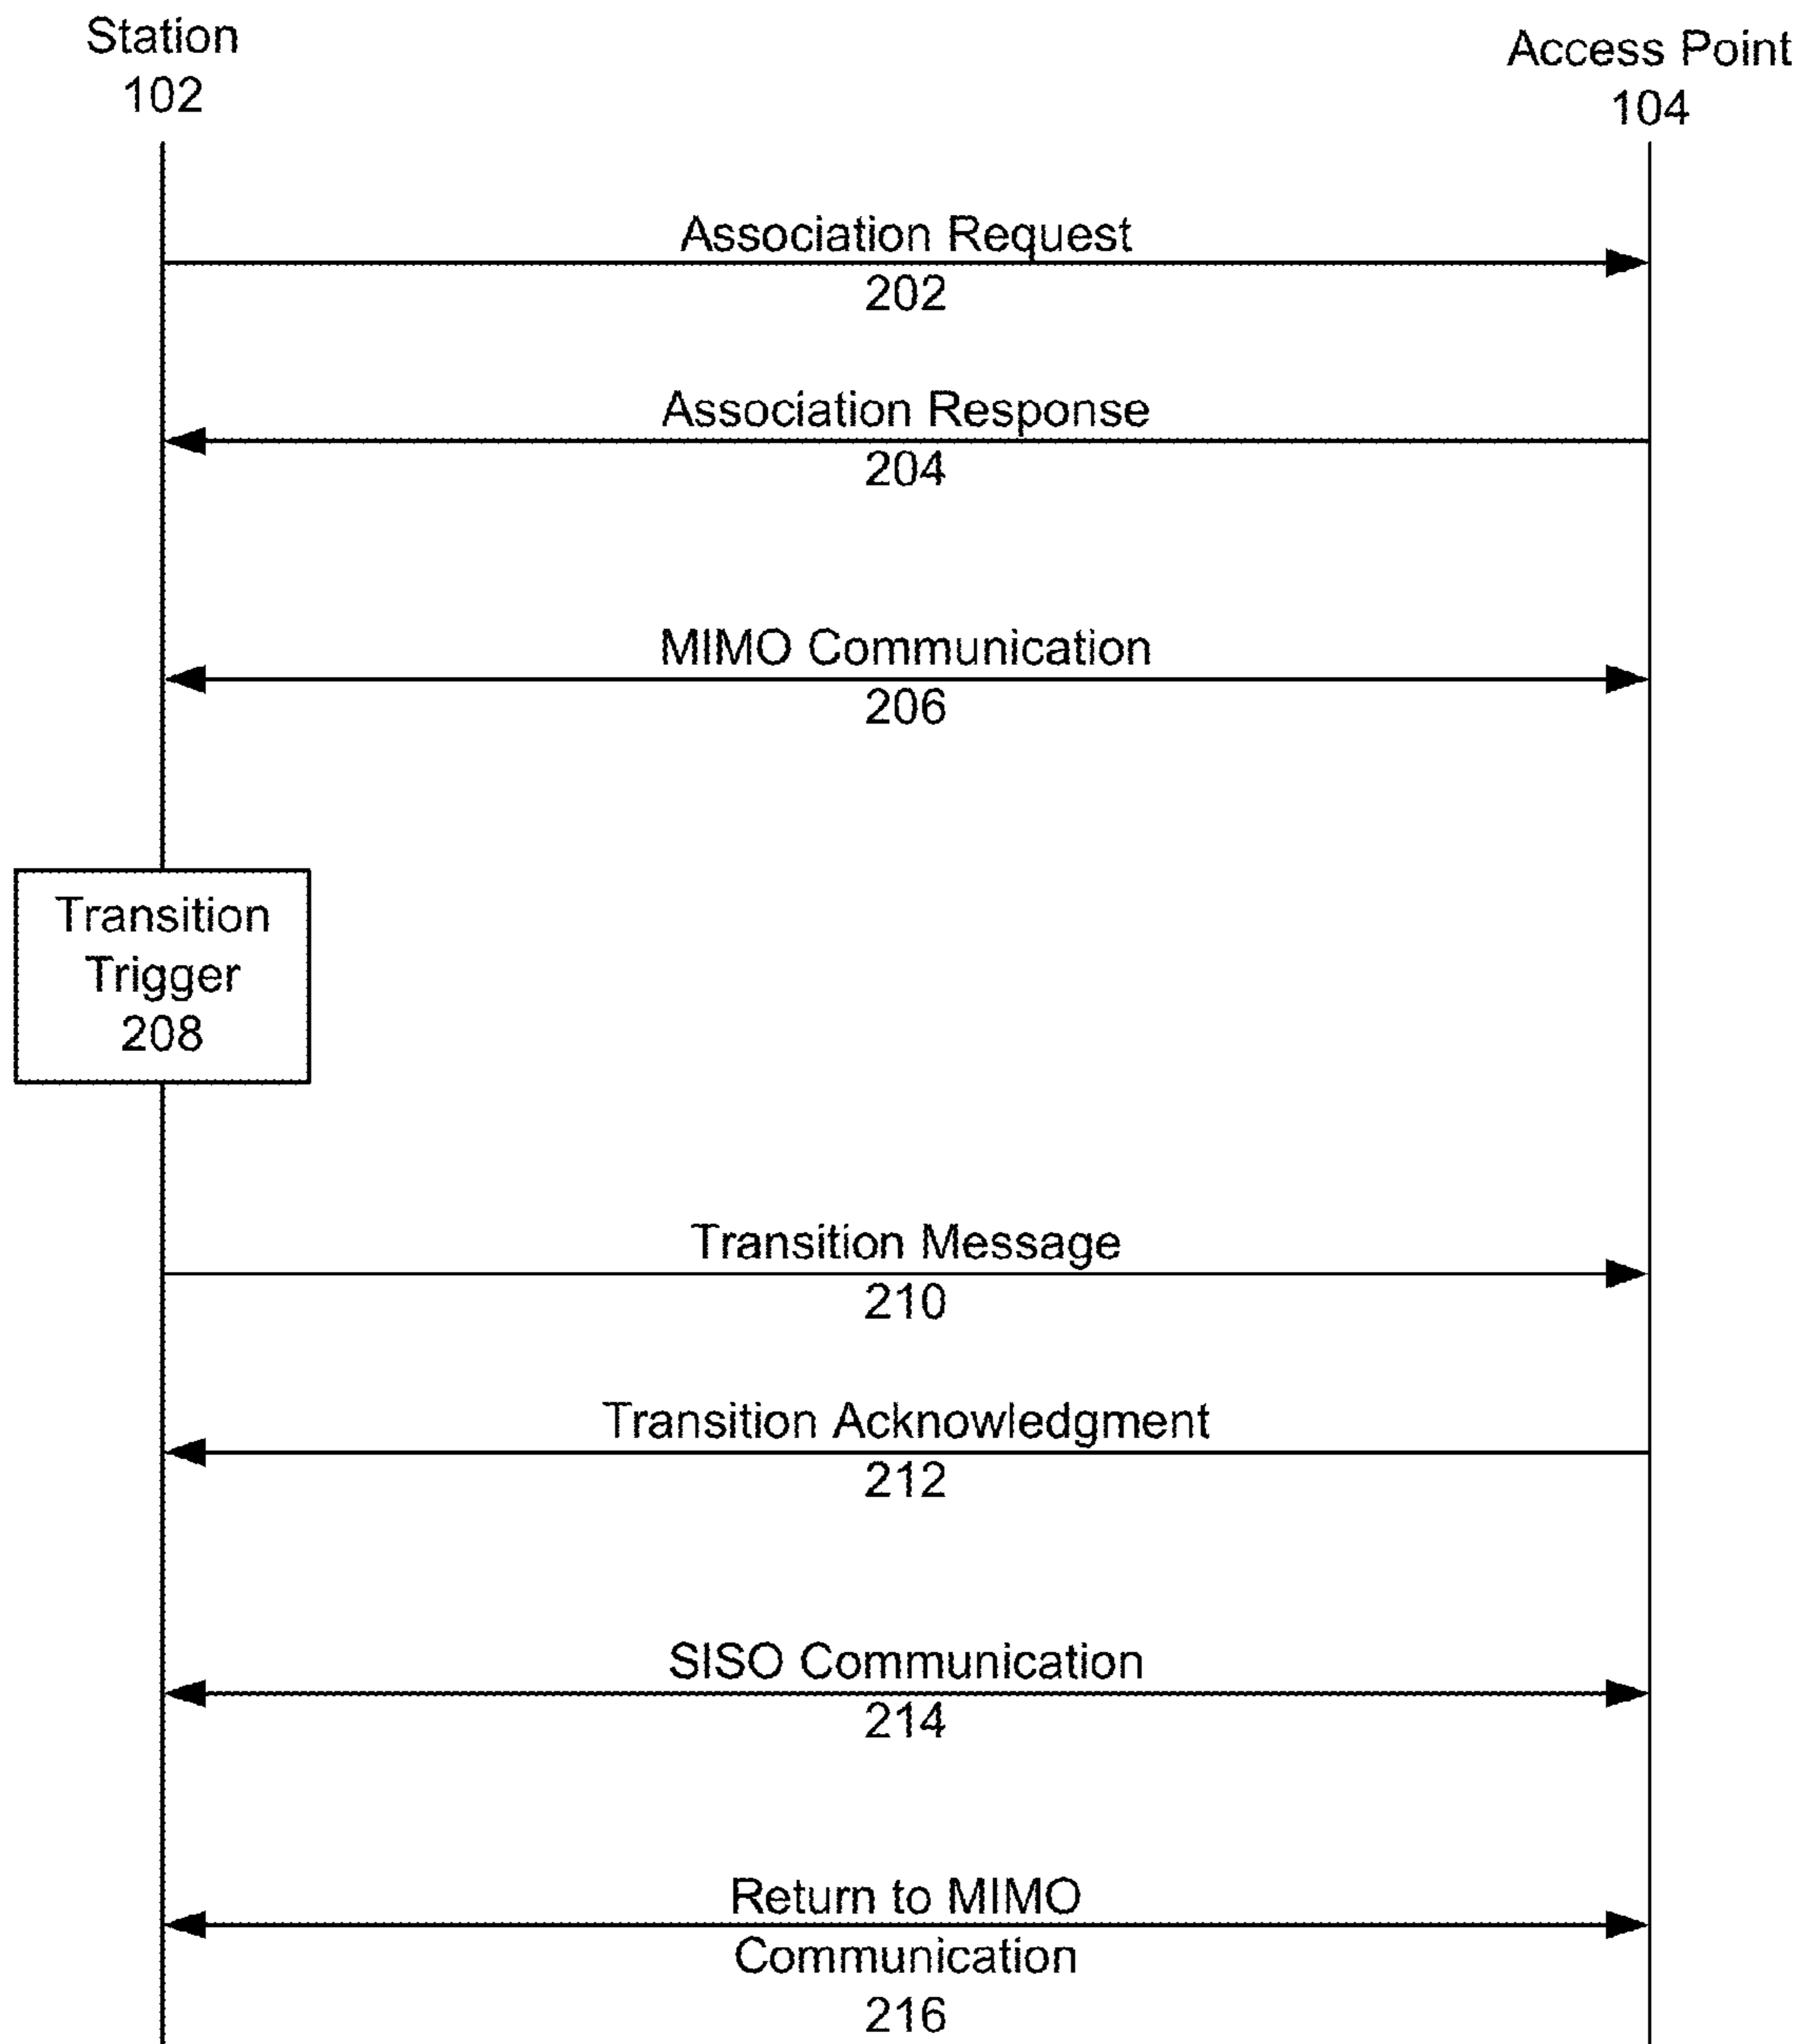 Station
102
Access Point
104
Association Request
202
Association Response
204
MIMO Communication
206
Transition
Trigger
208
Transition Message
210
Transition Acknowledgment
212
SISO Communication
214
Return to MIMO
Communication
216